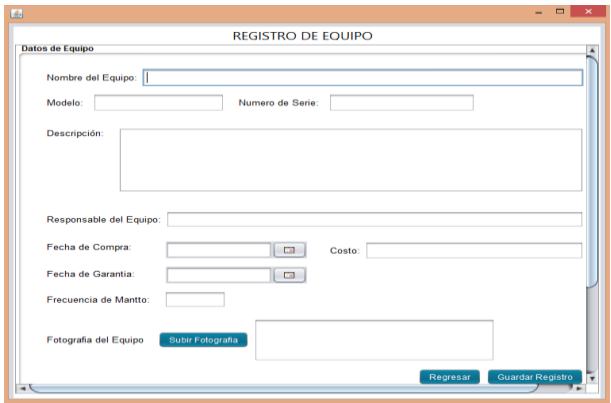 REGISTRO DE EQUIPO
Datos de Equipo
Nombre del Equipo:
Modelo: Numero de Serie:
Descripción:
Responsable del Equipo:
Fecha de Compra: Costo:
Fecha de Garantia:
Frecuencia de Mantto:
Fotografia del Equipo Subir Fotografia
Regresar Guardar Registro